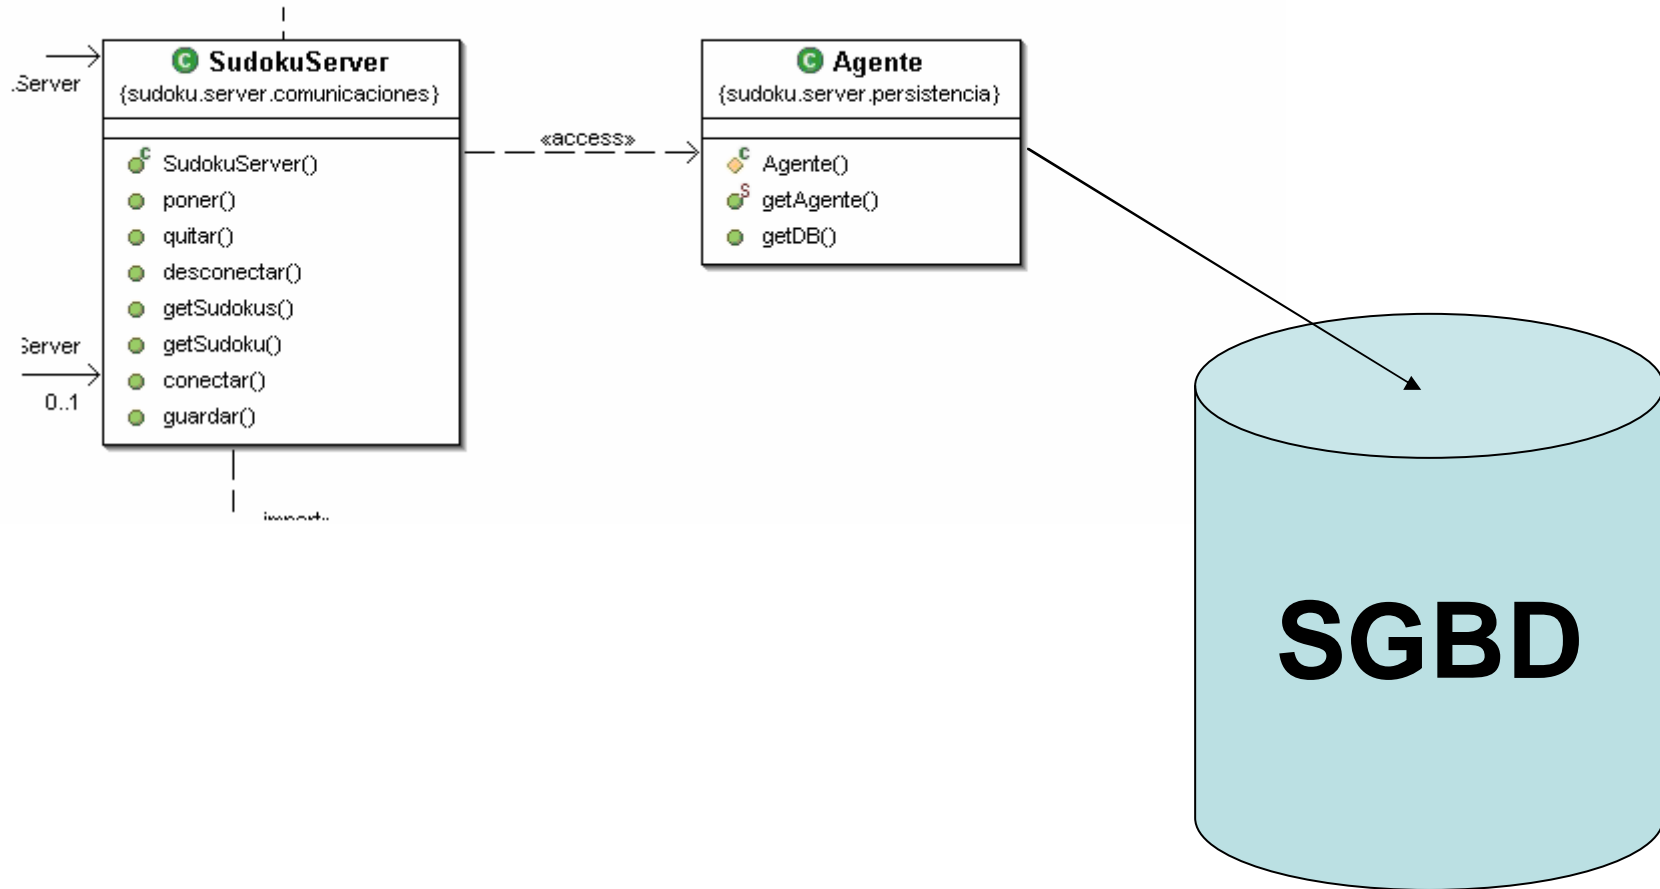 .Server
SudokuServer
{sudoku.server.comunicaciones}
SudokuServer()
poner()
quitar()
desconectar()
getSudokus()
getSudoku()
conectar()
guardar()
Server
0..1
«access»
Agente
{sudoku.server.persistencia}
Agente()
getAgente()
getDB()
SGBD